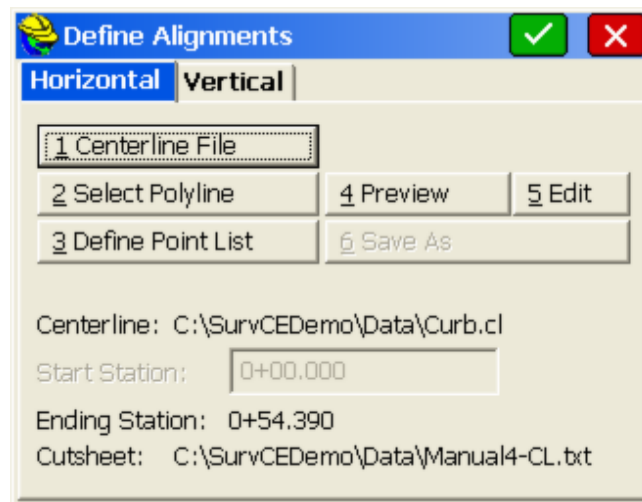 Define Alignments
Horizontal Vertical
1 Centerline File
2 Select Polyline 4 Preview 5 Edit
3 Define Point List 6 Save As
Centerline: C:\SurvCEDemo\Data\Curb.cl
Start Station: 0+00.000
Ending Station: 0+54.390
Cutsheet: C:\SurvCEDemo\Data\Manual4-CL.txt